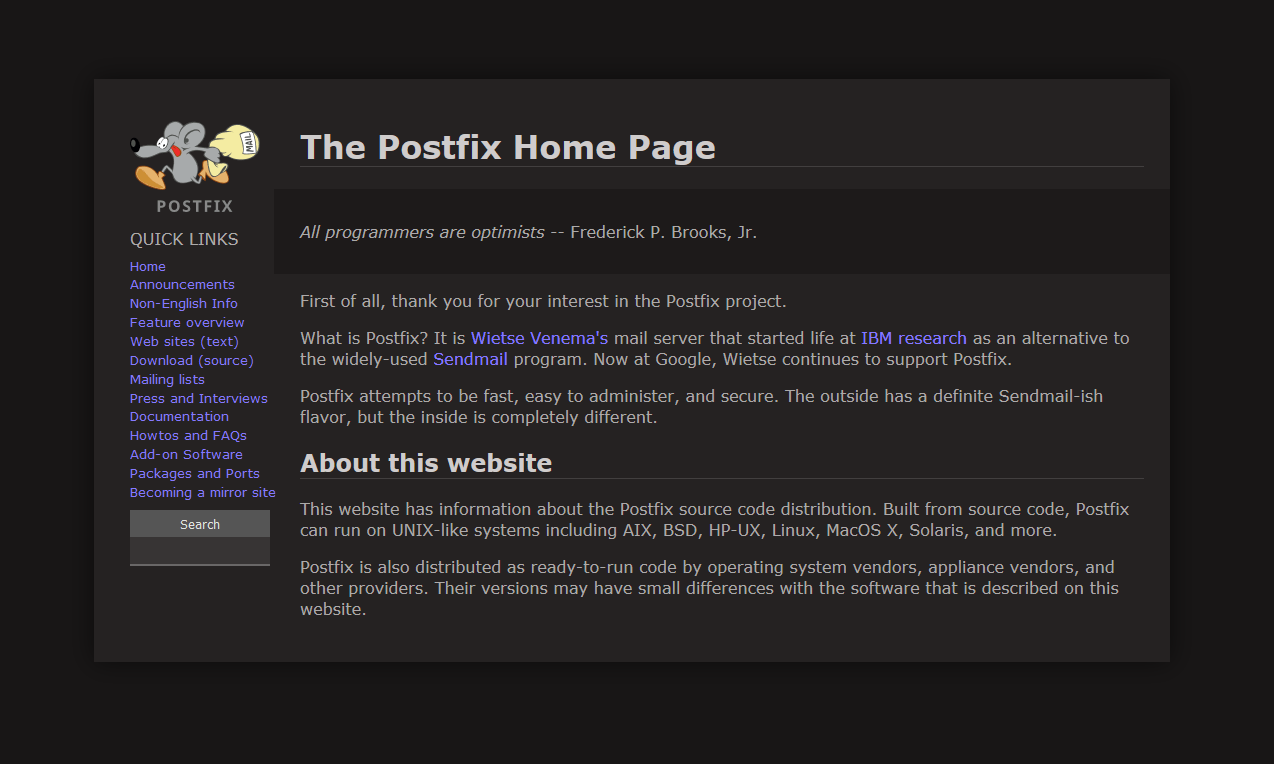 MAIL
POSTFIX
QUICK LINKS
Home
Announcements
Non-English Info
Feature overview
Web sites (text)
Download (source)
Mailing lists
Press and Interviews
Documentation
Howtos and FAQs
Add-on Software
Packages and Ports
Becoming a mirror site
Search
The Postfix Home Page
All programmers are optimists -- Frederick P. Brooks, Jr.
First of all, thank you for your interest in the Postfix project.
What is Postfix? It is Wietse Venema's mail server that started life at IBM research as an alternative to
the widely-used Sendmail program. Now at Google, Wietse continues to support Postfix.
Postfix attempts to be fast, easy to administer, and secure. The outside has a definite Sendmail-ish
flavor, but the inside is completely different.
About this website
This website has information about the Postfix source code distribution. Built from source code, Postfix
can run on UNIX-like systems including AIX, BSD, HP-UX, Linux, MacOS X, Solaris, and more.
Postfix is also distributed as ready-to-run code by operating system vendors, appliance vendors, and
other providers. Their versions may have small differences with the software that is described on this
website.